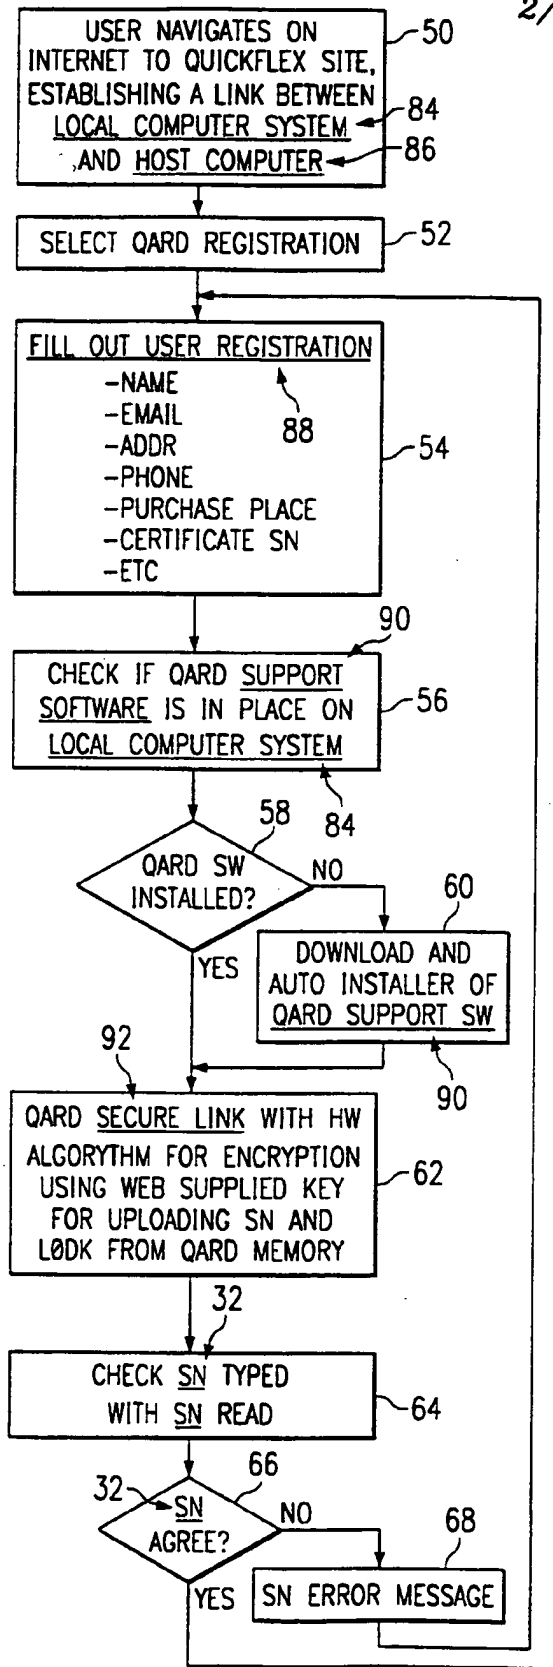 2/
USER NAVIGATES ON
INTERNET TO QUICKFLEX SITE,
ESTABLISHING A LINK BETWEEN
LOCAL COMPUTER SYSTEM
AND HOST COMPUTER
50
84
86
SELECT QARD REGISTRATION
52
FILL OUT USER REGISTRATION
-NAME
-EMAIL
-ADDR
-PHONE
-PURCHASE PLACE
-CERTIFICATE SN
-ETC
88
54
90
CHECK IF QARD SUPPORT
SOFTWARE IS IN PLACE ON
LOCAL COMPUTER SYSTEM
56
84
58
QARD SW
INSTALLED?
NO
YES
60
DOWNLOAD AND
AUTO INSTALLER OF
QARD SUPPORT SW
90
92
QARD SECURE LINK WITH HW
ALGORYTHM FOR ENCRYPTION
USING WEB SUPPLIED KEY
FOR UPLOADING SN AND
LØDK FROM QARD MEMORY
62
32
CHECK SN TYPED
WITH SN READ
64
66
32
SN
AGREE?
NO
YES
68
SN ERROR MESSAGE